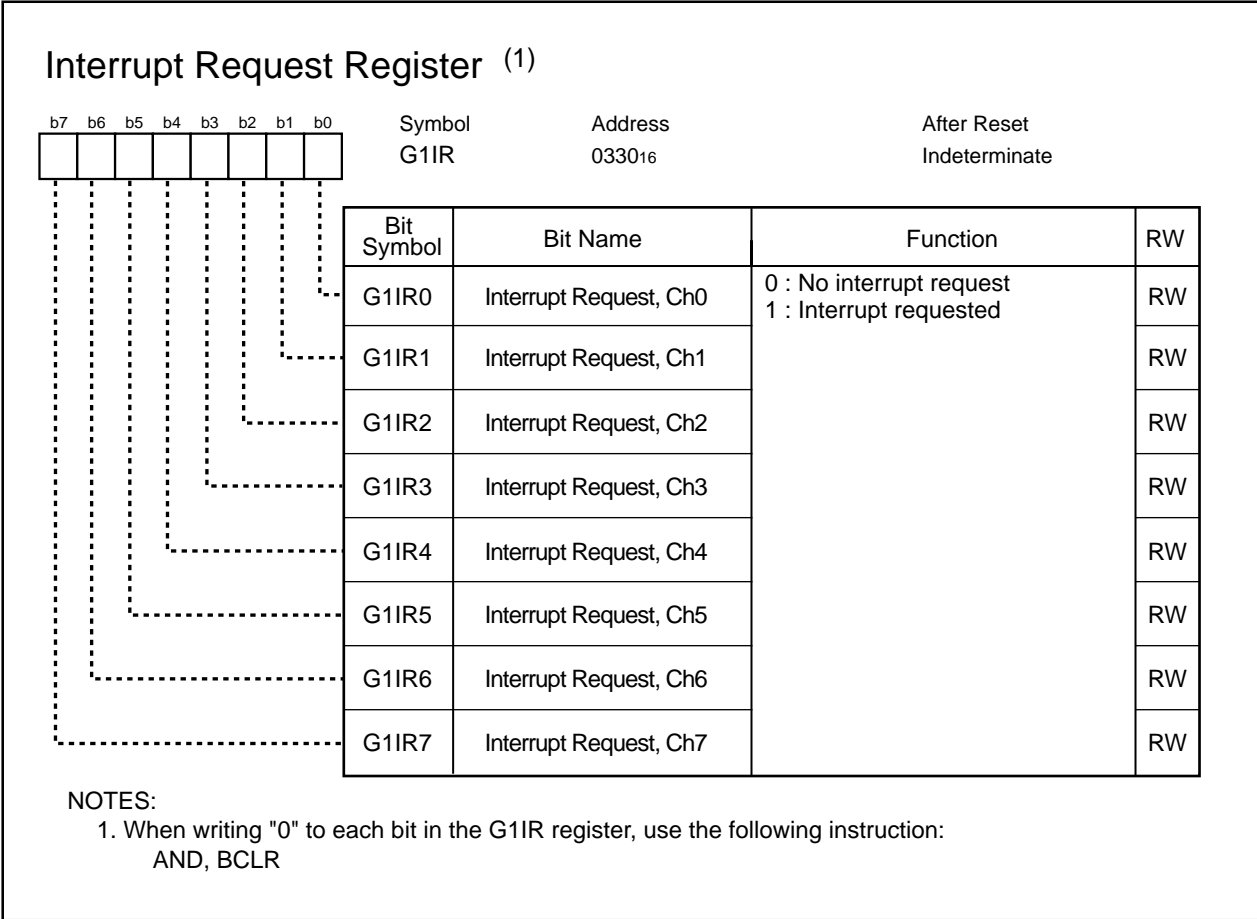 Interrupt Request Register (1)
b7 b6 b5 b4 b3 b2 b1 b0
Symbol Address After Reset
G1IR 033016 Indeterminate
Bit Symbol Bit Name Function RW
G1IR0 Interrupt Request, Ch0 0 : No interrupt request RW
1 : Interrupt requested
G1IR1 Interrupt Request, Ch1 RW
G1IR2 Interrupt Request, Ch2 RW
G1IR3 Interrupt Request, Ch3 RW
G1IR4 Interrupt Request, Ch4 RW
G1IR5 Interrupt Request, Ch5 RW
G1IR6 Interrupt Request, Ch6 RW
G1IR7 Interrupt Request, Ch7 RW
NOTES:
1. When writing "0" to each bit in the G1IR register, use the following instruction:
AND, BCLR